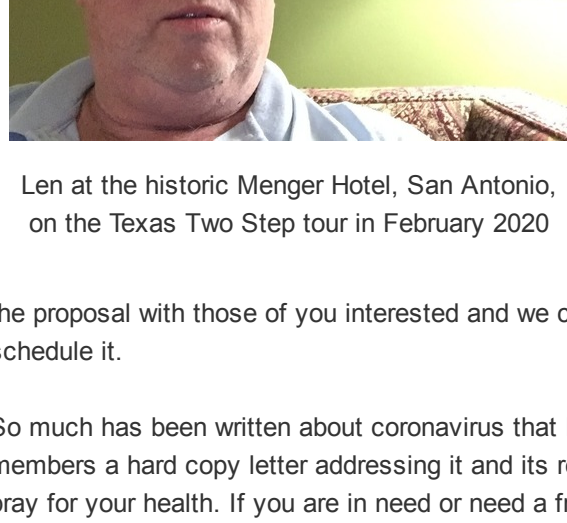 Len at the historic Menger Hotel, San Antonio,
on the Texas Two Step tour in February 2020
the proposal with those of you interested and we
schedule it.
So much has been written about coronavirus that
members a hard copy letter addressing it and its
pray for your health. If you are in need or need a